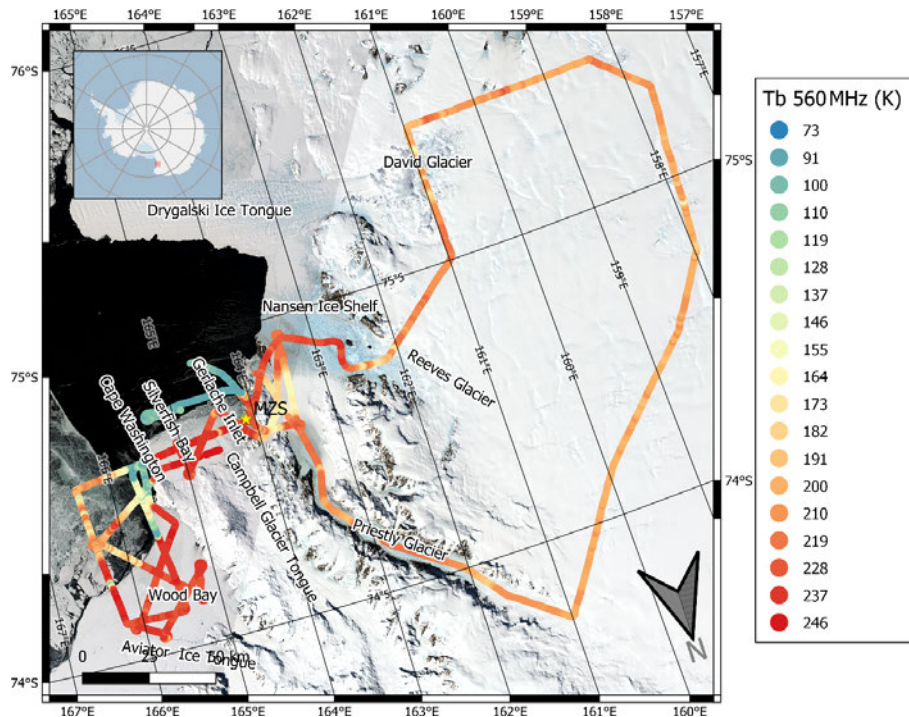 165°E 164°E 163°E 162°E 161°E 160°E 159°E 158°E 157°E
76°S
157°E
Tb 560 MHz (K)
73
91
100
110
119
128
137
146
155
164
173
182
191
200
210
219
228
237
246
David Glacier
75°S
158°E
Drygalski Ice Tongue
75°S
159°E
Nansen Ice Shelf
165°E
163°E
162°E
161°E
160°E
Reeves Glacier
75°S
MZS
Gerlache Inlet
Silverfish Bay
Cape Washington
Campbell Glacier Tongue
74°S
Priestly Glacier
74°S
Wood Bay
167°E
Aviator Ice Tongue
0 25 50 km
N
74°S
167°E 166°E 165°E 164°E 163°E 162°E 161°E 160°E